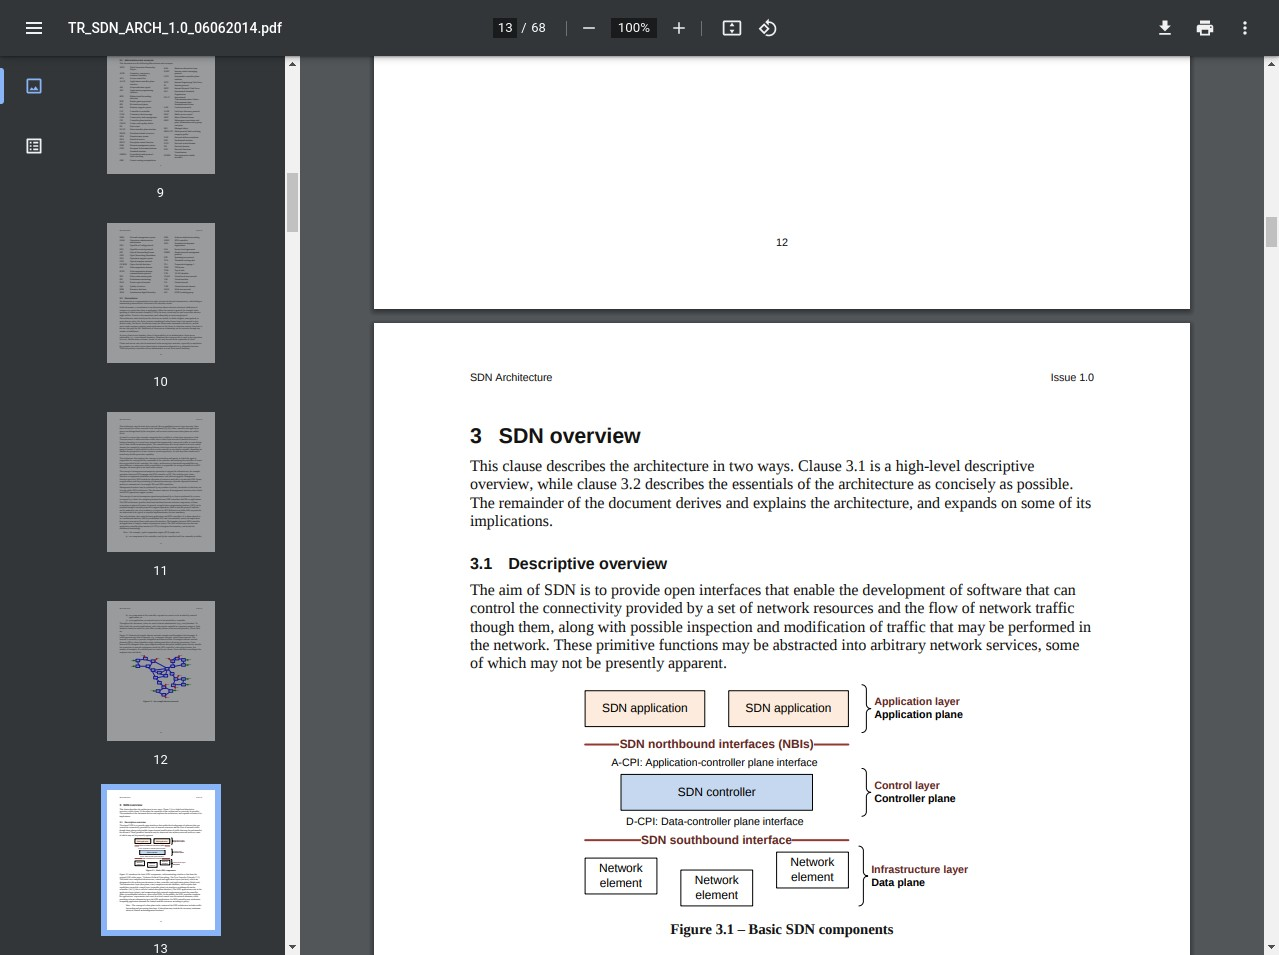 TR_SDN_ARCH_1.0_06062014.pdf
13 / 68
100%
9
10
11
12
13
12
SDN Architecture Issue 1.0
3 SDN overview
This clause describes the architecture in two ways. Clause 3.1 is a high-level descriptive
overview, while clause 3.2 describes the essentials of the architecture as concisely as possible.
The remainder of the document derives and explains the architecture, and expands on some of its
implications.
3.1 Descriptive overview
The aim of SDN is to provide open interfaces that enable the development of software that can
control the connectivity provided by a set of network resources and the flow of network traffic
though them, along with possible inspection and modification of traffic that may be performed in
the network. These primitive functions may be abstracted into arbitrary network services, some
of which may not be presently apparent.
SDN application SDN application
Application layer
Application plane
SDN northbound interfaces (NBIs)
A-CPI: Application-controller plane interface
SDN controller
Control layer
Controller plane
D-CPI: Data-controller plane interface
SDN southbound interface
Network
element
Network
element
Network
element
Infrastructure layer
Data plane
Figure 3.1 – Basic SDN components